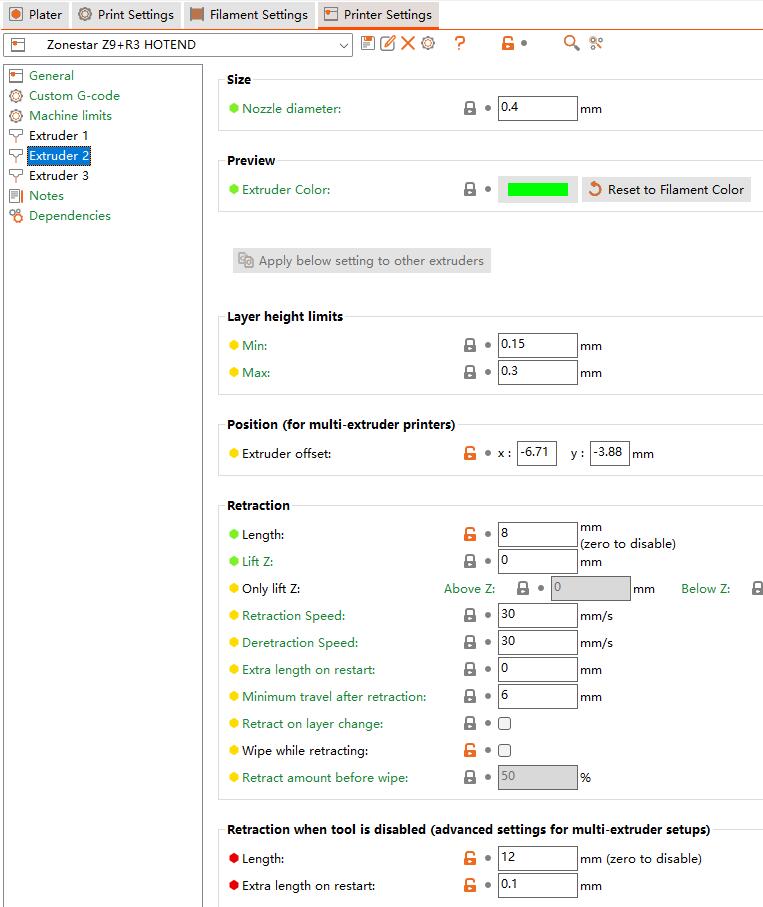 Plater Print Settings Filament Settings Printer Settings
Zonestar Z9+R3 HOTEND
General
Custom G-code
Machine limits
Extruder 1
Extruder 2
Extruder 3
Notes
Dependencies
Size
Nozzle diameter: 0.4 mm
Preview
Extruder Color: Reset to Filament Color
Apply below setting to other extruders
Layer height limits
Min: 0.15 mm
Max: 0.3 mm
Position (for multi-extruder printers)
Extruder offset: x : -6.71 y : -3.88 mm
Retraction
Length: 8 mm
(zero to disable)
Lift Z: 0 mm
Only lift Z: Above Z: 0 mm Below Z:
Retraction Speed: 30 mm/s
Deretraction Speed: 30 mm/s
Extra length on restart: 0 mm
Minimum travel after retraction: 6 mm
Retract on layer change:
Wipe while retracting:
Retract amount before wipe: 50 %
Retraction when tool is disabled (advanced settings for multi-extruder setups)
Length: 12 mm (zero to disable)
Extra length on restart: 0.1 mm